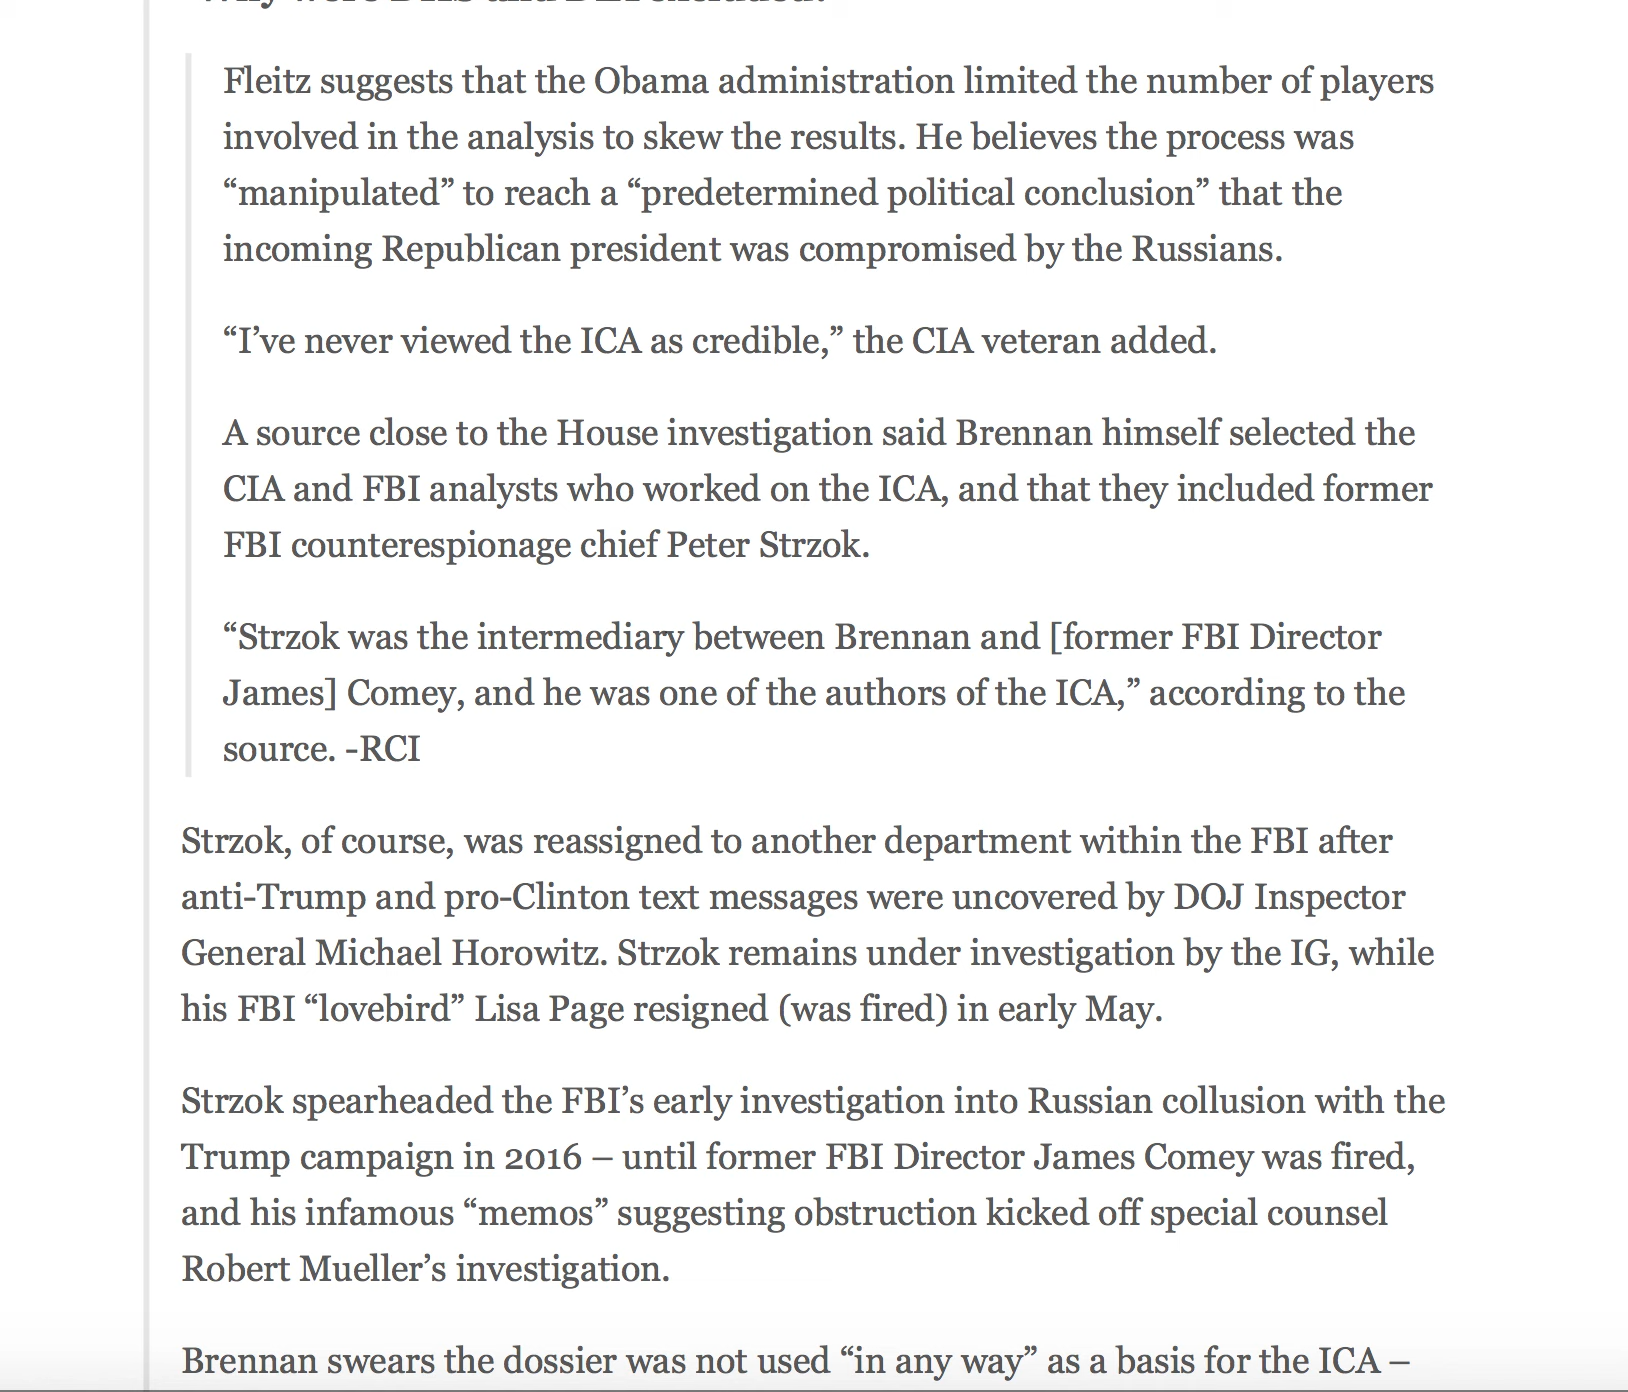 Fleitz suggests that the Obama administration limited the number of players
involved in the analysis to skew the results. He believes the process was
“manipulated” to reach a “predetermined political conclusion” that the
incoming Republican president was compromised by the Russians.
“I’ve never viewed the ICA as credible,” the CIA veteran added.
A source close to the House investigation said Brennan himself selected the
CIA and FBI analysts who worked on the ICA, and that they included former
FBI counterespionage chief Peter Strzok.
“Strzok was the intermediary between Brennan and [former FBI Director
James] Comey, and he was one of the authors of the ICA,” according to the
source. -RCI
Strzok, of course, was reassigned to another department within the FBI after
anti-Trump and pro-Clinton text messages were uncovered by DOJ Inspector
General Michael Horowitz. Strzok remains under investigation by the IG, while
his FBI “lovebird” Lisa Page resigned (was fired) in early May.
Strzok spearheaded the FBI’s early investigation into Russian collusion with the
Trump campaign in 2016 – until former FBI Director James Comey was fired,
and his infamous “memos” suggesting obstruction kicked off special counsel
Robert Mueller’s investigation.
Brennan swears the dossier was not used “in any way” as a basis for the ICA –